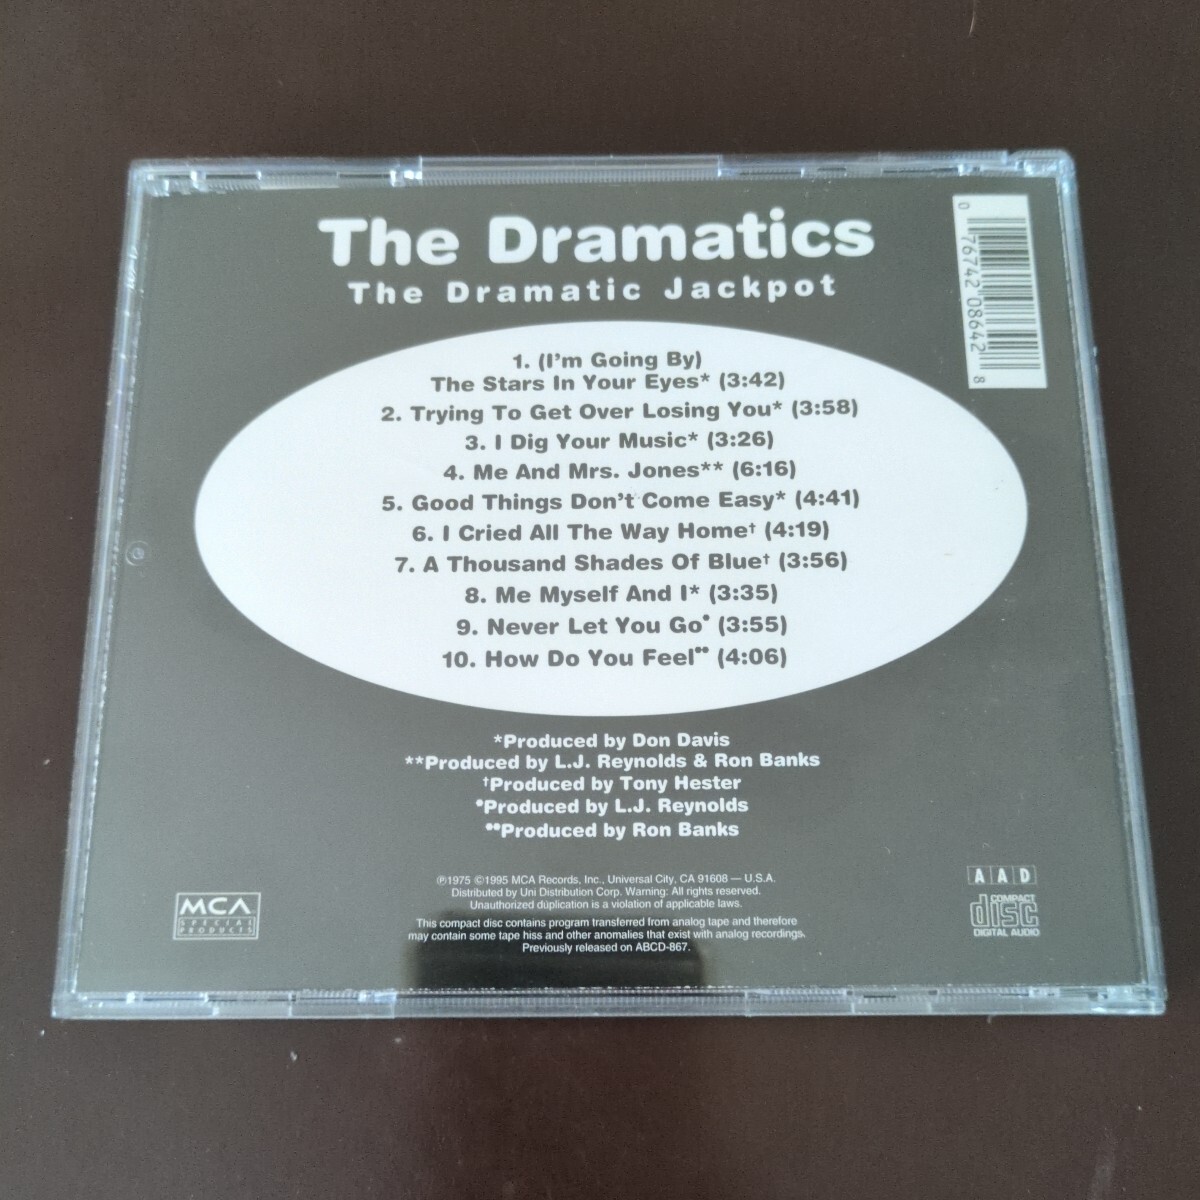 The Dramatics
The Dramatic Jackpot
0 76742 08642 8
1. (I'm Going By)
The Stars In Your Eyes* (3:42)
2. Trying To Get Over Losing You* (3:58)
3. I Dig Your Music* (3:26)
4. Me And Mrs. Jones** (6:16)
5. Good Things Don't Come Easy* (4:41)
6. I Cried All The Way Home† (4:19)
7. A Thousand Shades Of Blue† (3:56)
8. Me Myself And I* (3:35)
9. Never Let You Go• (3:55)
10. How Do You Feel•• (4:06)
*Produced by Don Davis
**Produced by L.J. Reynolds & Ron Banks
†Produced by Tony Hester
•Produced by L.J. Reynolds
••Produced by Ron Banks
℗1975 ©1995 MCA Records, Inc., Universal City, CA 91608 — U.S.A.
Distributed by Uni Distribution Corp. Warning: All rights reserved.
Unauthorized duplication is a violation of applicable laws.
This compact disc contains program transferred from analog tape and therefore
may contain some tape hiss and other anomalies that exist with analog recordings.
Previously released on ABCD-867.
MCA
SPECIAL
PRODUCTS
A A D
COMPACT
disc
DIGITAL AUDIO